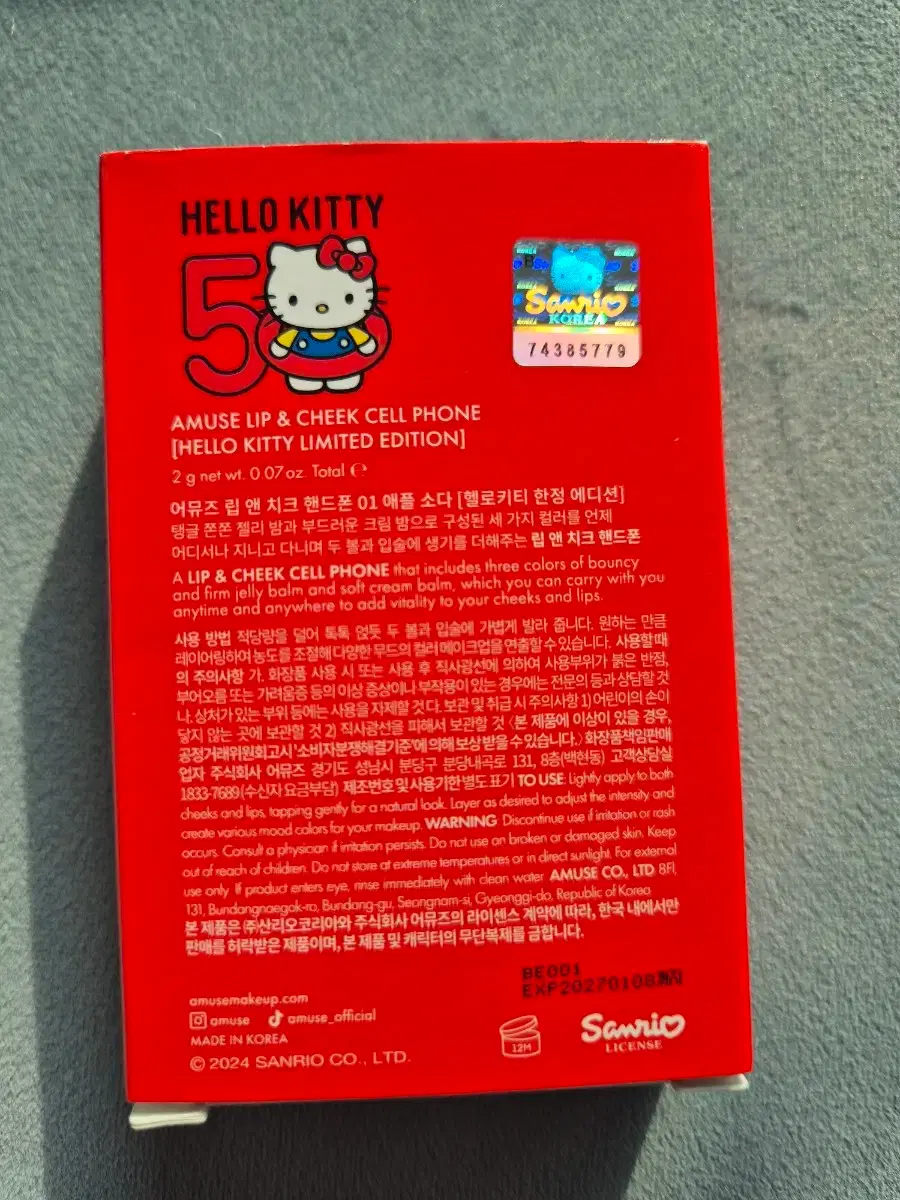 HELLO KITTY
50
Sanrio
KOREA
74385779
AMUSE LIP & CHEEK CELL PHONE
[HELLO KITTY LIMITED EDITION]
2 g net wt. 0.07 oz. Total ℮
어뮤즈 립 앤 치크 핸드폰 01 애플 소다 [헬로키티 한정 에디션]
탱글 쫀쫀 젤리 밤과 부드러운 크림 밤으로 구성된 세 가지 컬러를 언제
어디서나 지니고 다니며 두 볼과 입술에 생기를 더해주는 립 앤 치크 핸드폰
A LIP & CHEEK CELL PHONE that includes three colors of bouncy
and firm jelly balm and soft cream balm, which you can carry with you
anytime and anywhere to add vitality to your cheeks and lips.
사용 방법 적당량을 덜어 톡톡 얹듯 두 볼과 입술에 가볍게 발라 줍니다. 원하는 만큼
레이어링하여 농도를 조절해 다양한 무드의 컬러 메이크업을 연출할 수 있습니다. 사용할 때
의 주의사항 가. 화장품 사용 시 또는 사용 후 직사광선에 의하여 사용부위가 붉은 반점,
부어오름 또는 가려움증 등의 이상 증상이나 부작용이 있는 경우에는 전문의 등과 상담할 것
나. 상처가 있는 부위 등에는 사용을 자제할 것 다. 보관 및 취급 시 주의사항 1) 어린이의 손이
닿지 않는 곳에 보관할 것 2) 직사광선을 피해서 보관할 것 <본 제품에 이상이 있을 경우,
공정거래위원회고시 '소비자분쟁해결기준'에 의해 보상 받을 수 있습니다.> 화장품책임판매
업자 주식회사 어뮤즈 경기도 성남시 분당구 분당내곡로 131, 8층(백현동) 고객상담실
1833-7689 (수신자 요금부담) 제조번호 및 사용기한 별도 표기 TO USE: Lightly apply to both
cheeks and lips, tapping gently for a natural look. Layer as desired to adjust the intensity and
create various mood colors for your makeup. WARNING Discontinue use if irritation or rash
occurs. Consult a physician if irritation persists. Do not use on broken or damaged skin. Keep
out of reach of children. Do not store at extreme temperatures or in direct sunlight. For external
use only. If product enters eye, rinse immediately with clean water. AMUSE CO., LTD 8Fl,
131, Bundangnaegok-ro, Bundang-gu, Seongnam-si, Gyeonggi-do, Republic of Korea
본 제품은 ㈜산리오코리아와 주식회사 어뮤즈의 라이센스 계약에 따라, 한국 내에서만
판매를 허락받은 제품이며, 본 제품 및 캐릭터의 무단복제를 금합니다.
BE001
EXP20270108
amusemakeup.com
amuse amuse_official
MADE IN KOREA
© 2024 SANRIO CO., LTD.
12M
Sanrio
LICENSE